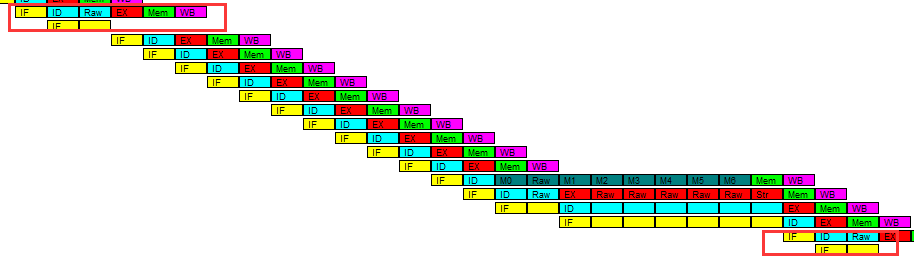 IF ID Raw EX Mem WB
IF
IF ID EX Mem WB
IF ID EX Mem WB
IF ID EX Mem WB
IF ID EX Mem WB
IF ID EX Mem WB
IF ID EX Mem WB
IF ID EX Mem WB
IF ID EX Mem WB
IF ID EX Mem WB
IF ID EX Mem WB
IF ID M0 Raw M1 M2 M3 M4 M5 M6 Mem WB
IF ID Raw EX Raw Raw Raw Raw Raw Str Mem WB
IF ID EX Mem WB
IF ID EX Mem WB
IF ID Raw EX
IF